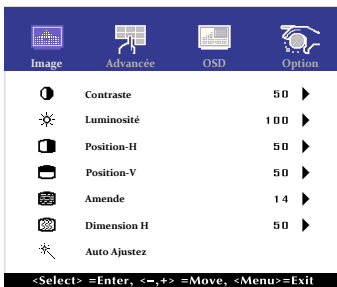 Image Advancée OSD Option
Contraste 50
Luminosité 100
Position-H 50
Position-V 50
Amende 14
Dimension H 50
Auto Ajustez
<Select> =Enter, <−,+> =Move, <Menu>=Exit